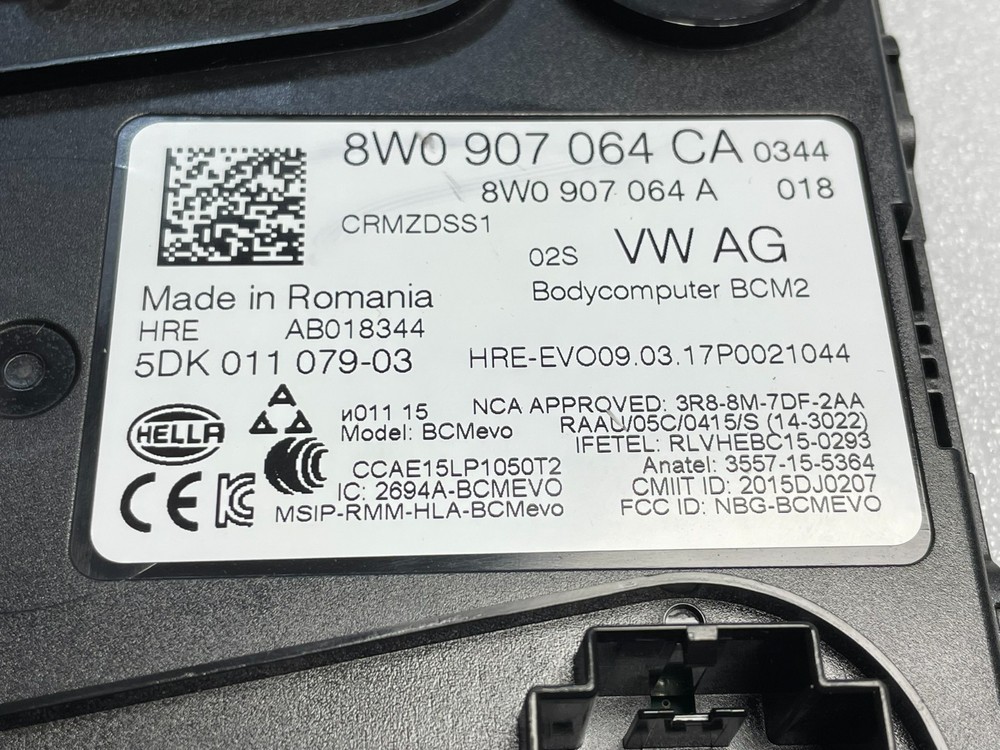 8W0 907 064 CA 0344
8W0 907 064 A 018
CRMZDSS1
02S VW AG
Bodycomputer BCM2
Made in Romania
HRE AB018344
5DK 011 079-03 HRE-EVO09.03.17P0021044
HELLA
и011 15 NCA APPROVED: 3R8-8M-7DF-2AA
Model: BCMevo RAAU/05C/0415/S (14-3022)
IFETEL: RLVHEBC15-0293
CCAE15LP1050T2 Anatel: 3557-15-5364
IC: 2694A-BCMEVO CMIIT ID: 2015DJ0207
MSIP-RMM-HLA-BCMevo FCC ID: NBG-BCMEVO
CE